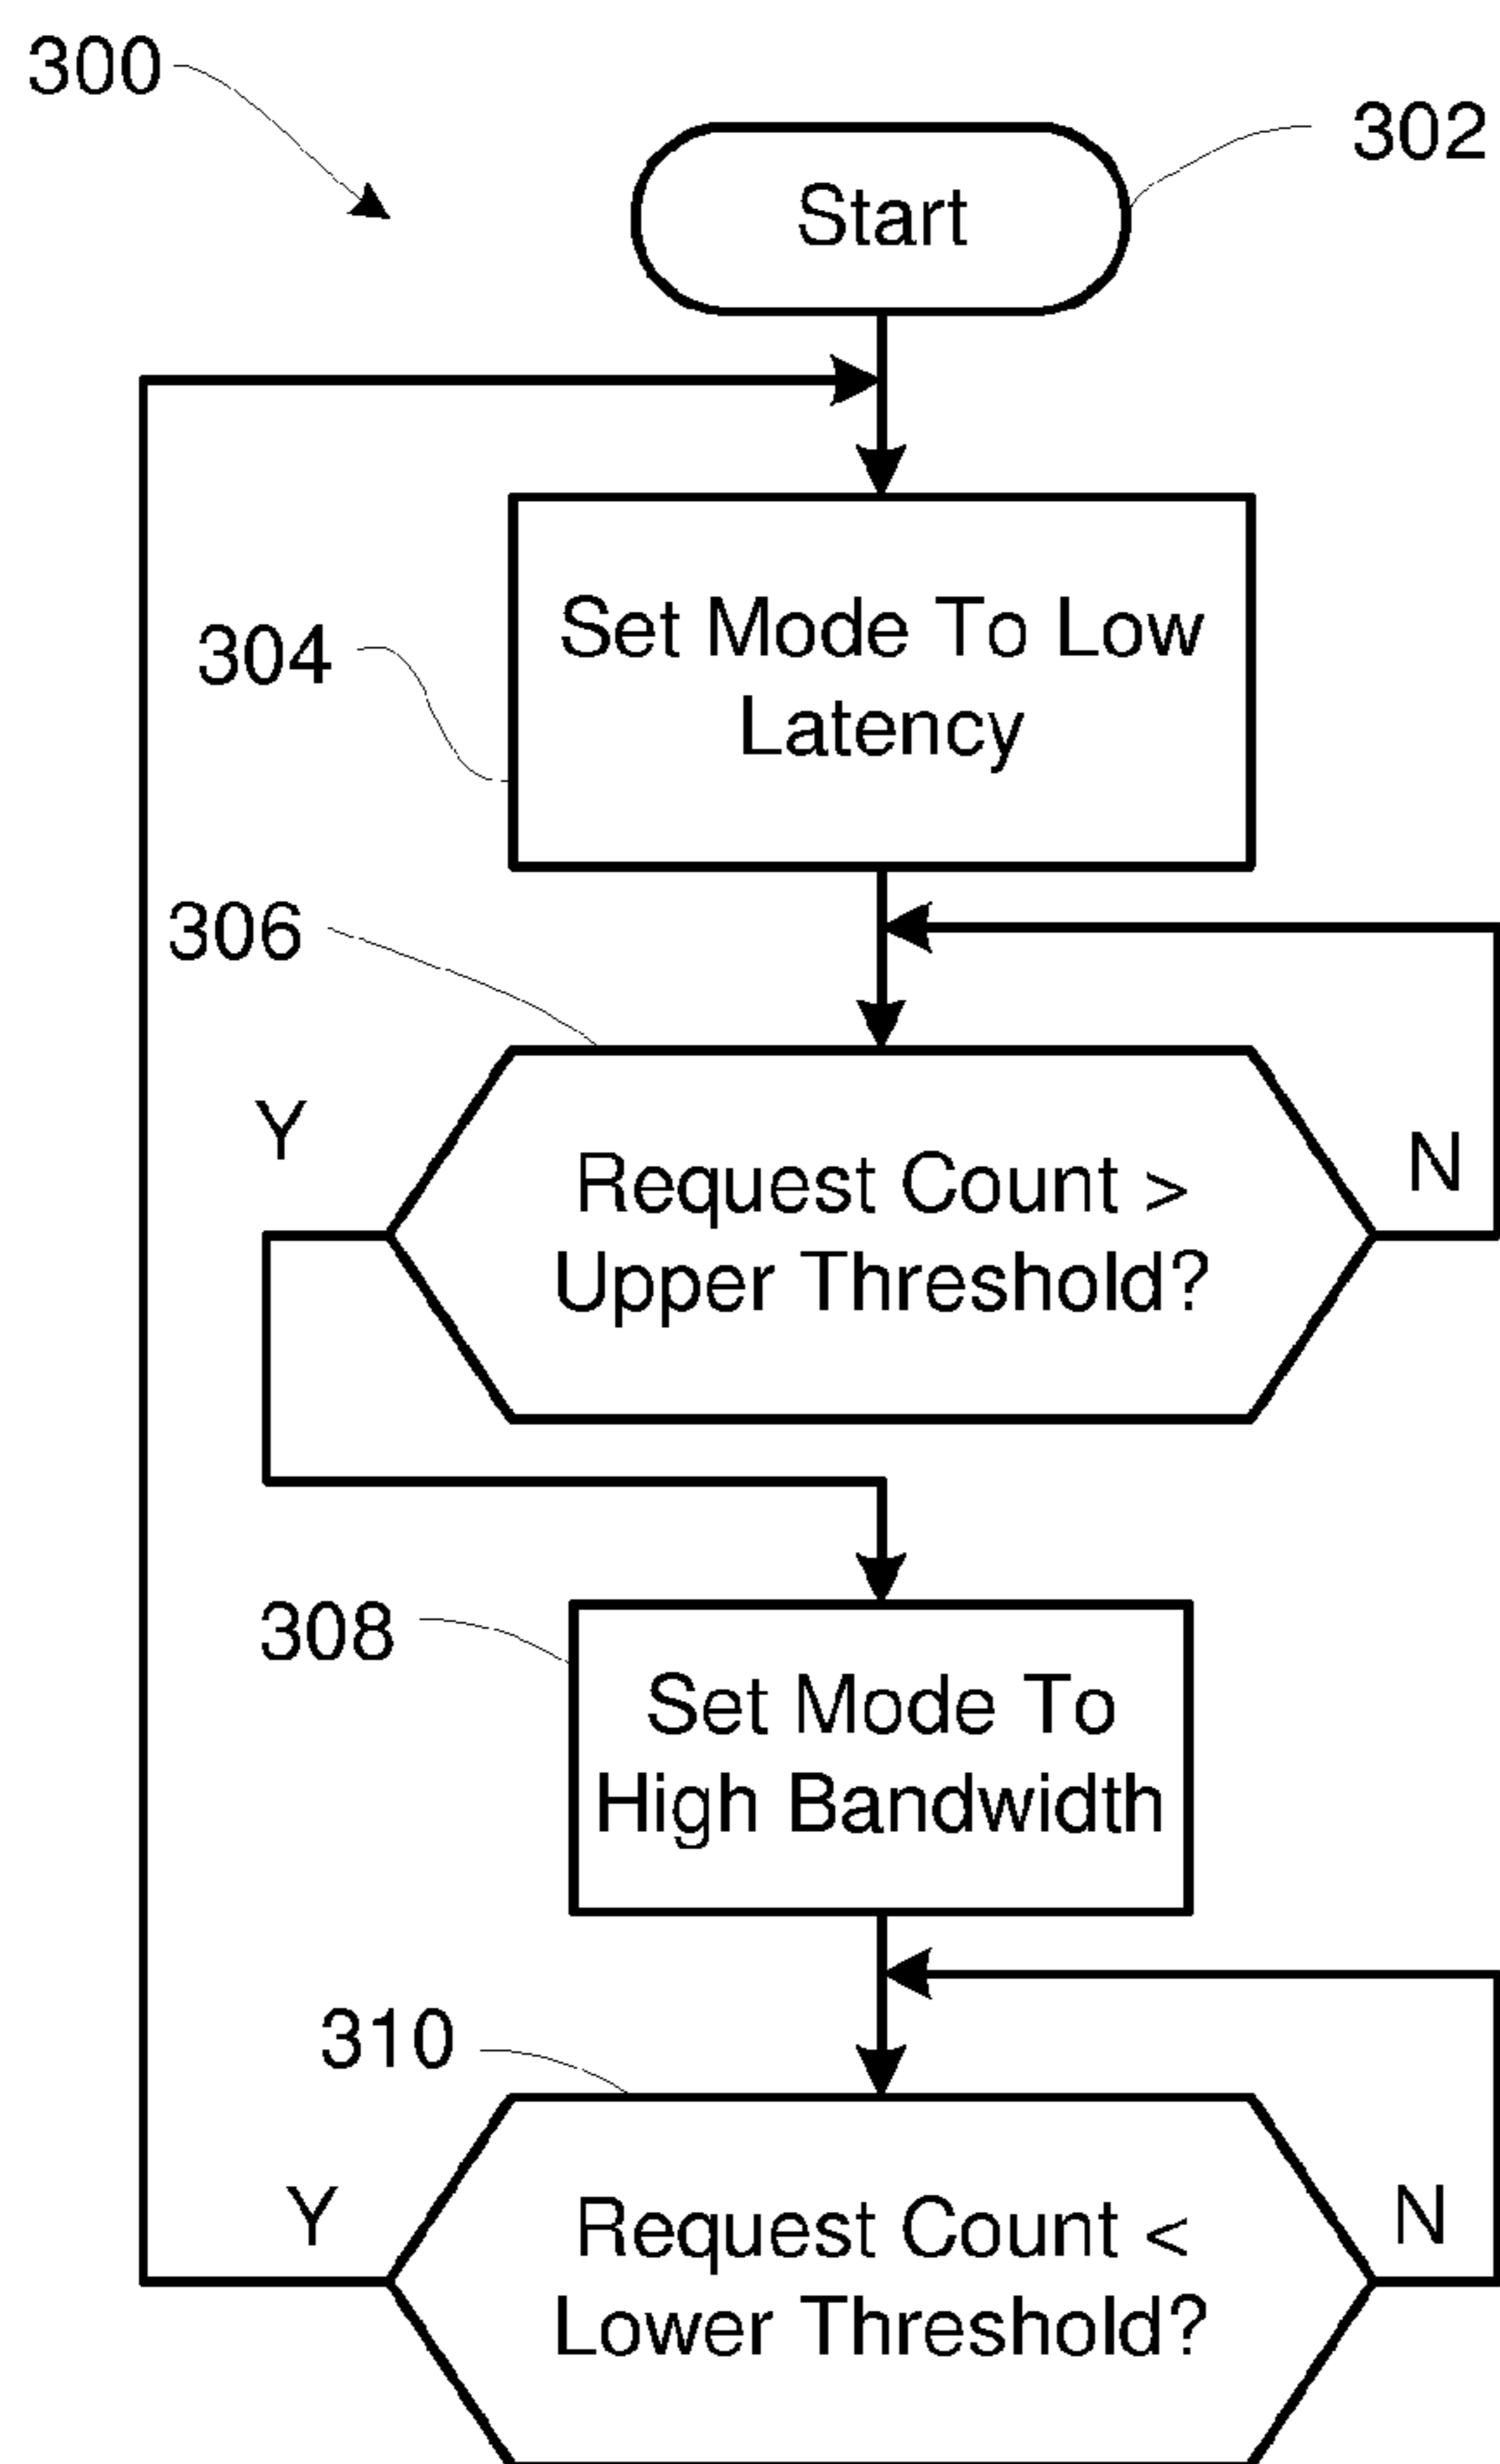 300
302
Start
304
Set Mode To Low
Latency
306
Y
N
Request Count >
Upper Threshold?
308
Set Mode To
High Bandwidth
310
Y
N
Request Count <
Lower Threshold?